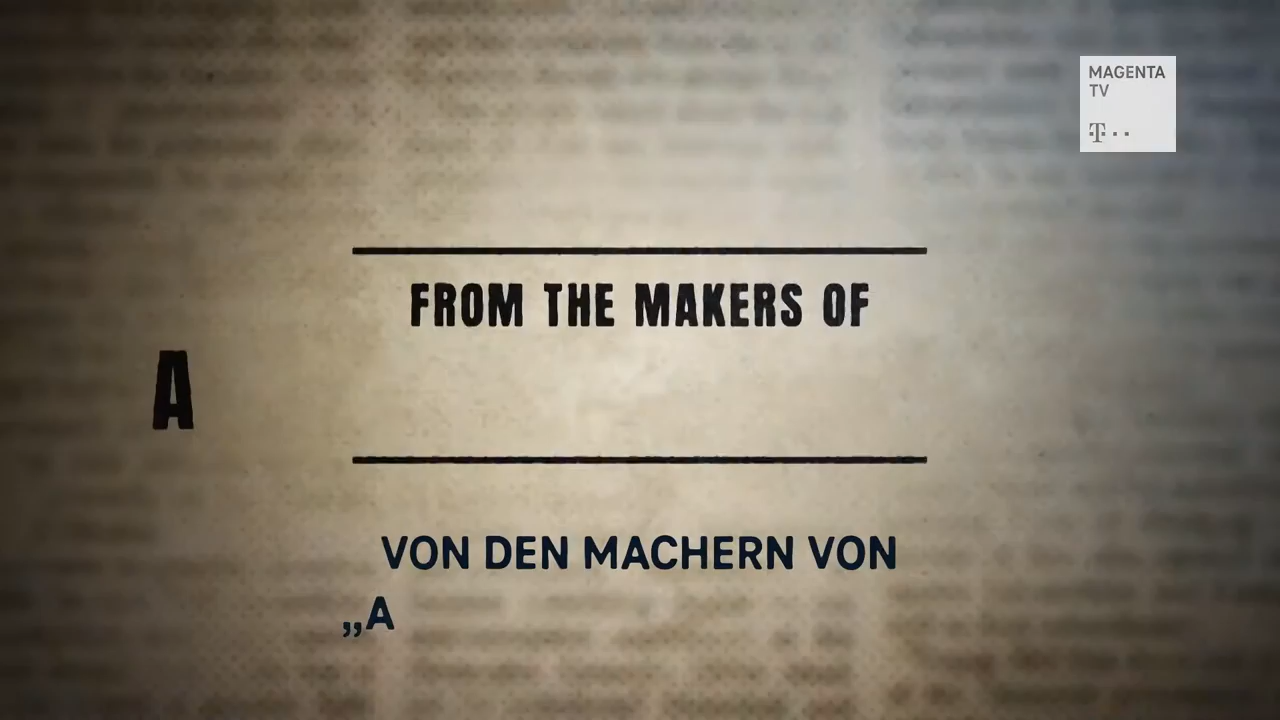 MAGENTA
TV
T..
FROM THE MAKERS OF
A
VON DEN MACHERN VON
„A